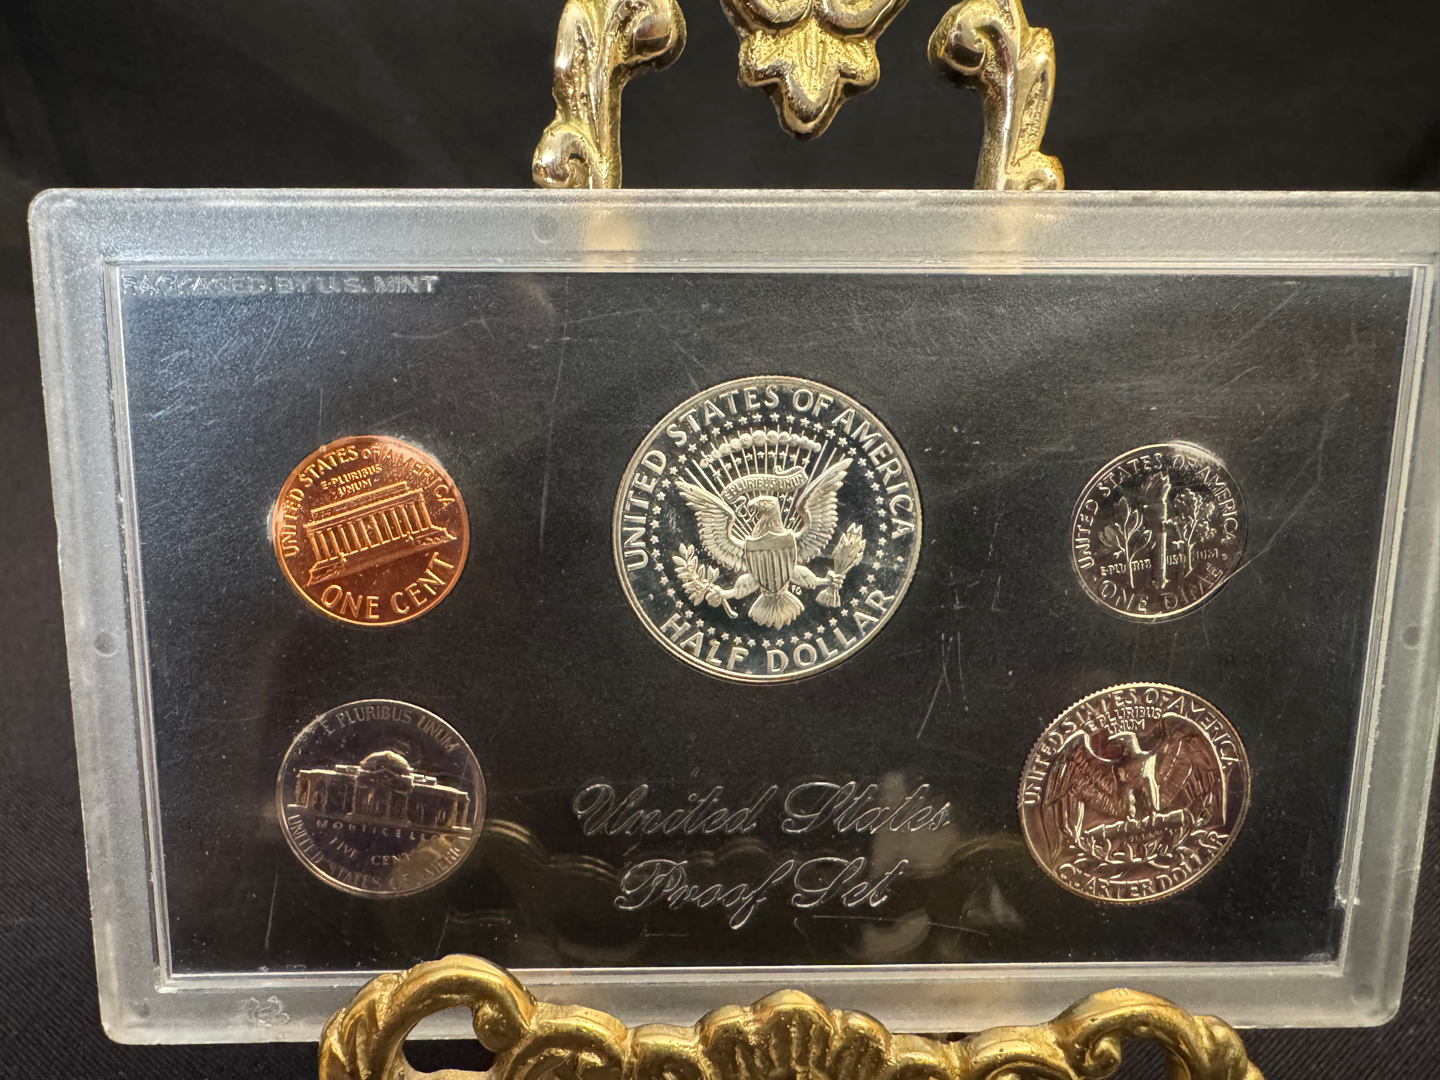 PACKAGED BY U.S. MINT
UNITED STATES OF AMERICA
E·PLURIBUS
UNUM
ONE CENT
UNITED STATES OF AMERICA
E PLURIBUS UNUM
FG
HALF DOLLAR
UNITED STATES OF AMERICA
ONE DIME
E PLURIBUS UNUM
MONTICELLO
FIVE CENTS
UNITED STATES OF AMERICA
United States
Proof Set
UNITED STATES OF AMERICA
E PLURIBUS
UNUM
QUARTER DOLLAR